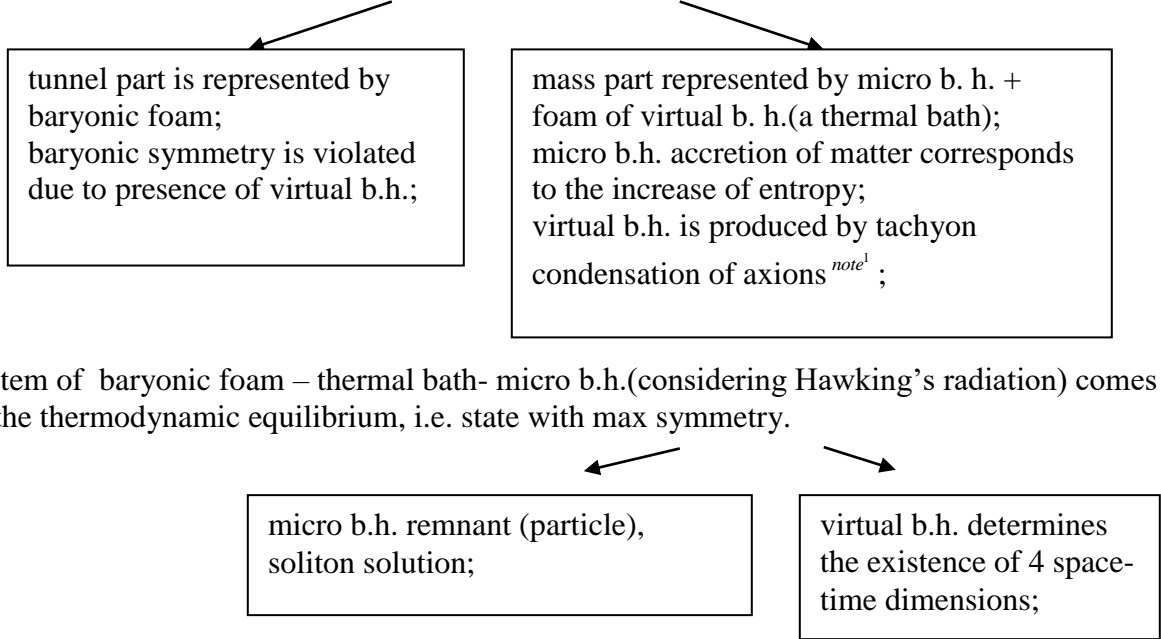 tunnel part is represented by
baryonic foam;
baryonic symmetry is violated
due to presence of virtual b.h.;
mass part represented by micro b. h. +
foam of virtual b. h.(a thermal bath);
micro b.h. accretion of matter corresponds
to the increase of entropy;
virtual b.h. is produced by tachyon
condensation of axions note¹ ;
tem of baryonic foam – thermal bath- micro b.h.(considering Hawking’s radiation) comes
the thermodynamic equilibrium, i.e. state with max symmetry.
micro b.h. remnant (particle),
soliton solution;
virtual b.h. determines
the existence of 4 space-
time dimensions;